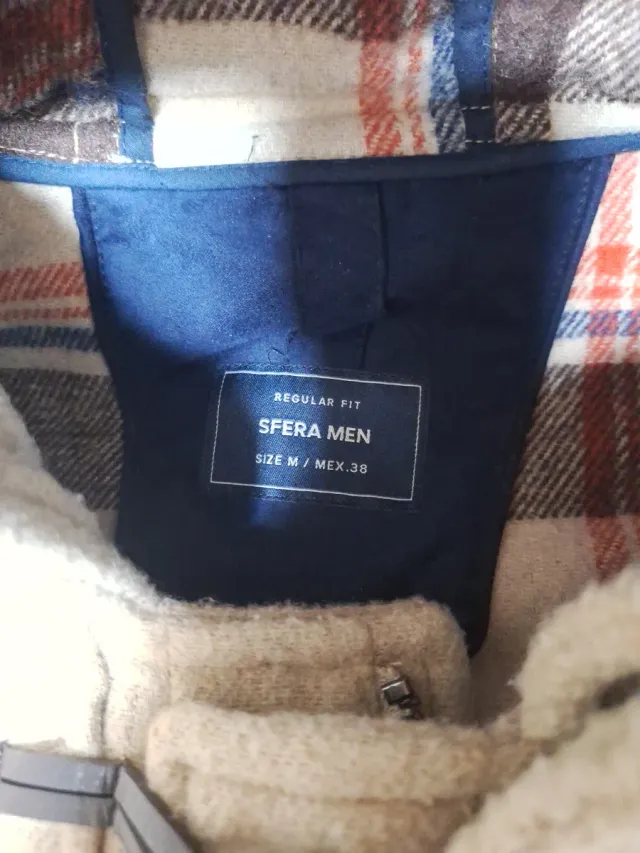 REGULAR FIT
SFERA MEN
SIZE M / MEX.38